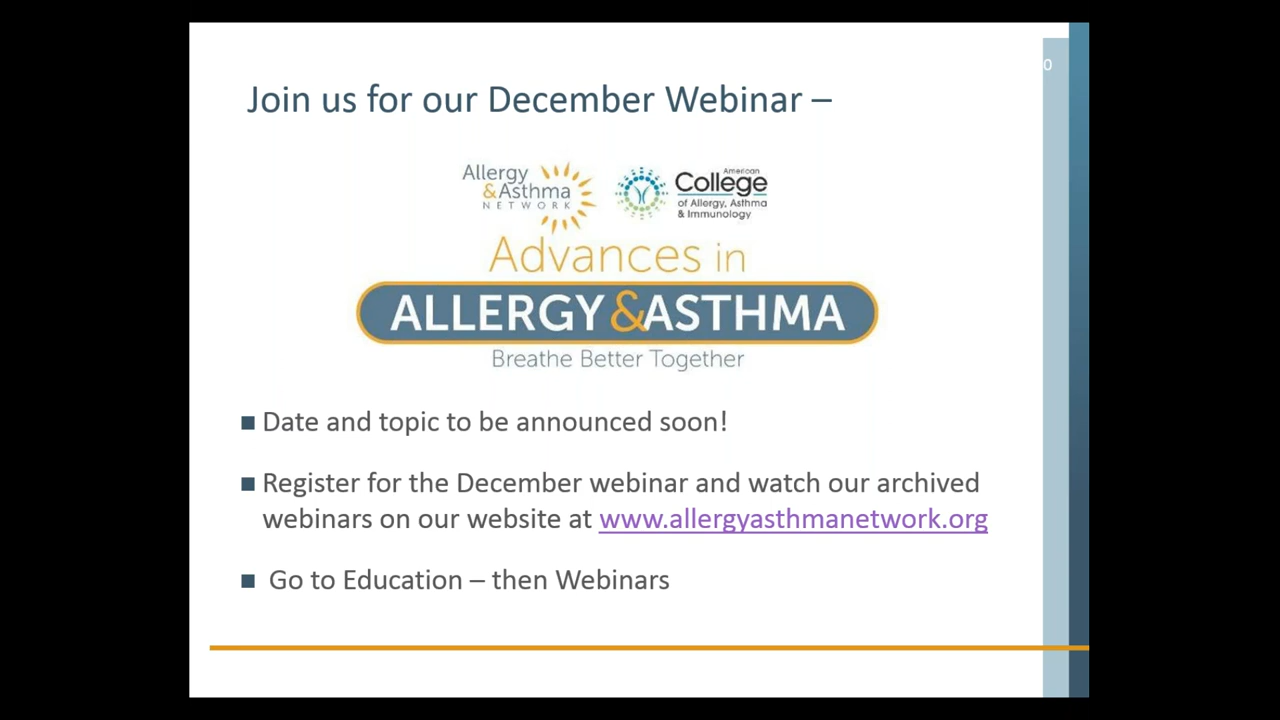 0
Join us for our December Webinar –
Allergy
&Asthma
NETWORK
American
College
of Allergy, Asthma
& Immunology
Advances in
ALLERGY&ASTHMA
Breathe Better Together
Date and topic to be announced soon!
Register for the December webinar and watch our archived
webinars on our website at www.allergyasthmanetwork.org
Go to Education – then Webinars